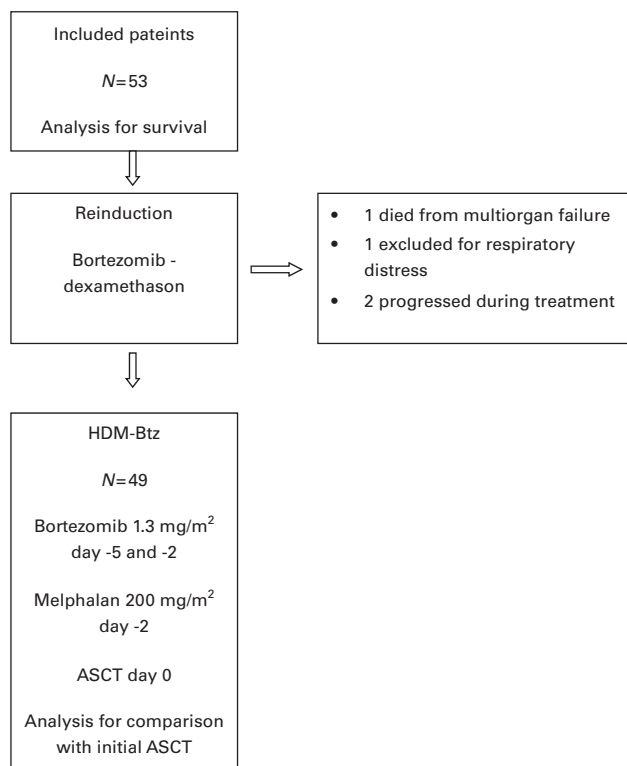 Included pateints
N=53
Analysis for survival
Reinduction
Bortezomib -
dexamethason
• 1 died from multiorgan failure
• 1 excluded for respiratory
distress
• 2 progressed during treatment
HDM-Btz
N=49
Bortezomib 1.3 mg/m²
day -5 and -2
Melphalan 200 mg/m²
day -2
ASCT day 0
Analysis for comparison
with initial ASCT